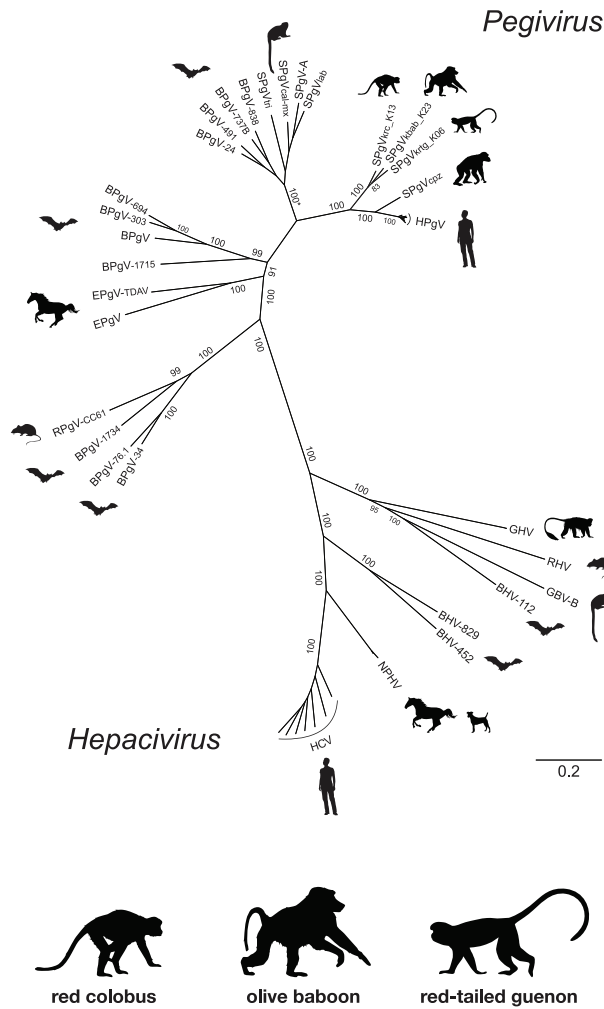 Pegivirus
SPgVtri
SPgVcal-mx
SPgV-A
SPgVlab
BPgV-838
BPgV-737B
BPgV-491
BPgV-24
100*
SPgVkrc_K13
SPgVkbab_K23
SPgVkrtg_K06
SPgVcpz
HPgV
100
83
100
100
100
BPgV-694
BPgV-303
BPgV
BPgV-1715
100
100
99
91
EPgV-TDAV
EPgV
100
100
100
100
99
100
RPgV-CC61
BPgV-1734
BPgV-76.1
BPgV-34
100
100
95
100
GHV
RHV
GBV-B
BHV-112
100
100
BHV-829
BHV-452
100
NPHV
100
HCV
Hepacivirus
0.2
red colobus
olive baboon
red-tailed guenon